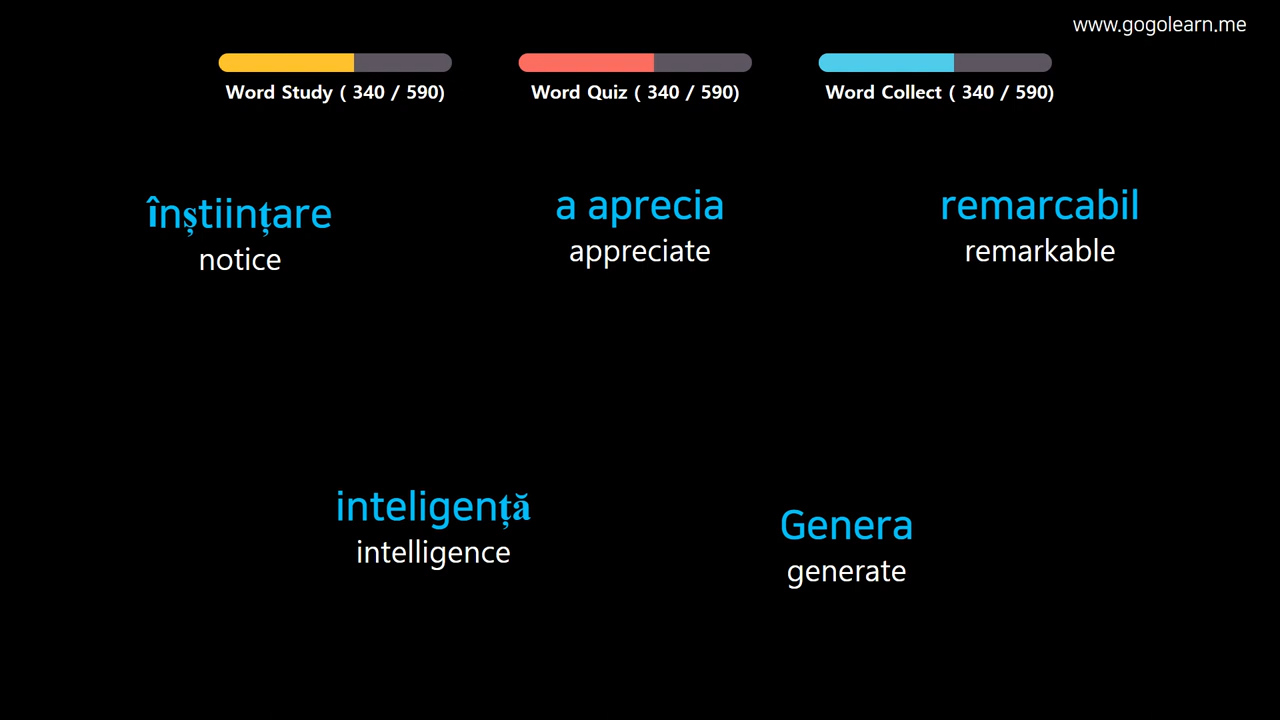 www.gogolearn.me
Word Study ( 340 / 590)
Word Quiz ( 340 / 590)
Word Collect ( 340 / 590)
înștiințare
notice
a aprecia
appreciate
remarcabil
remarkable
inteligență
intelligence
Genera
generate